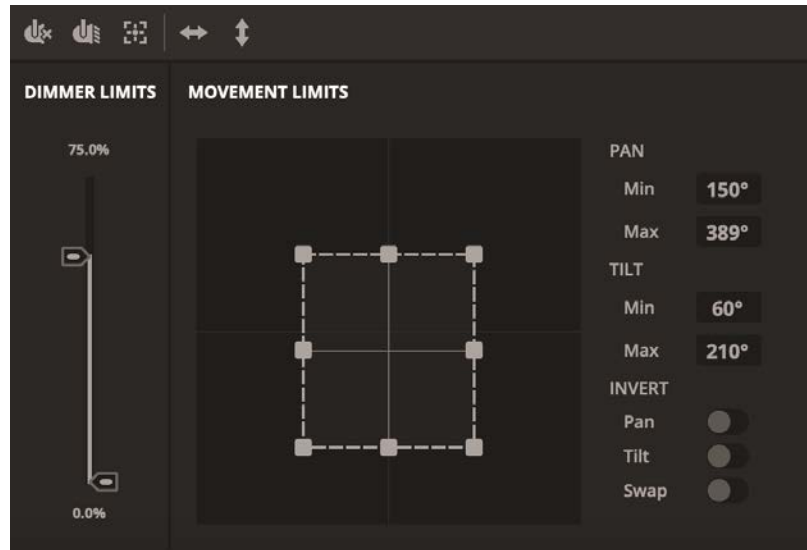 DIMMER LIMITS
75.0%
0.0%
MOVEMENT LIMITS
PAN
Min 150°
Max 389°
TILT
Min 60°
Max 210°
INVERT
Pan
Tilt
Swap